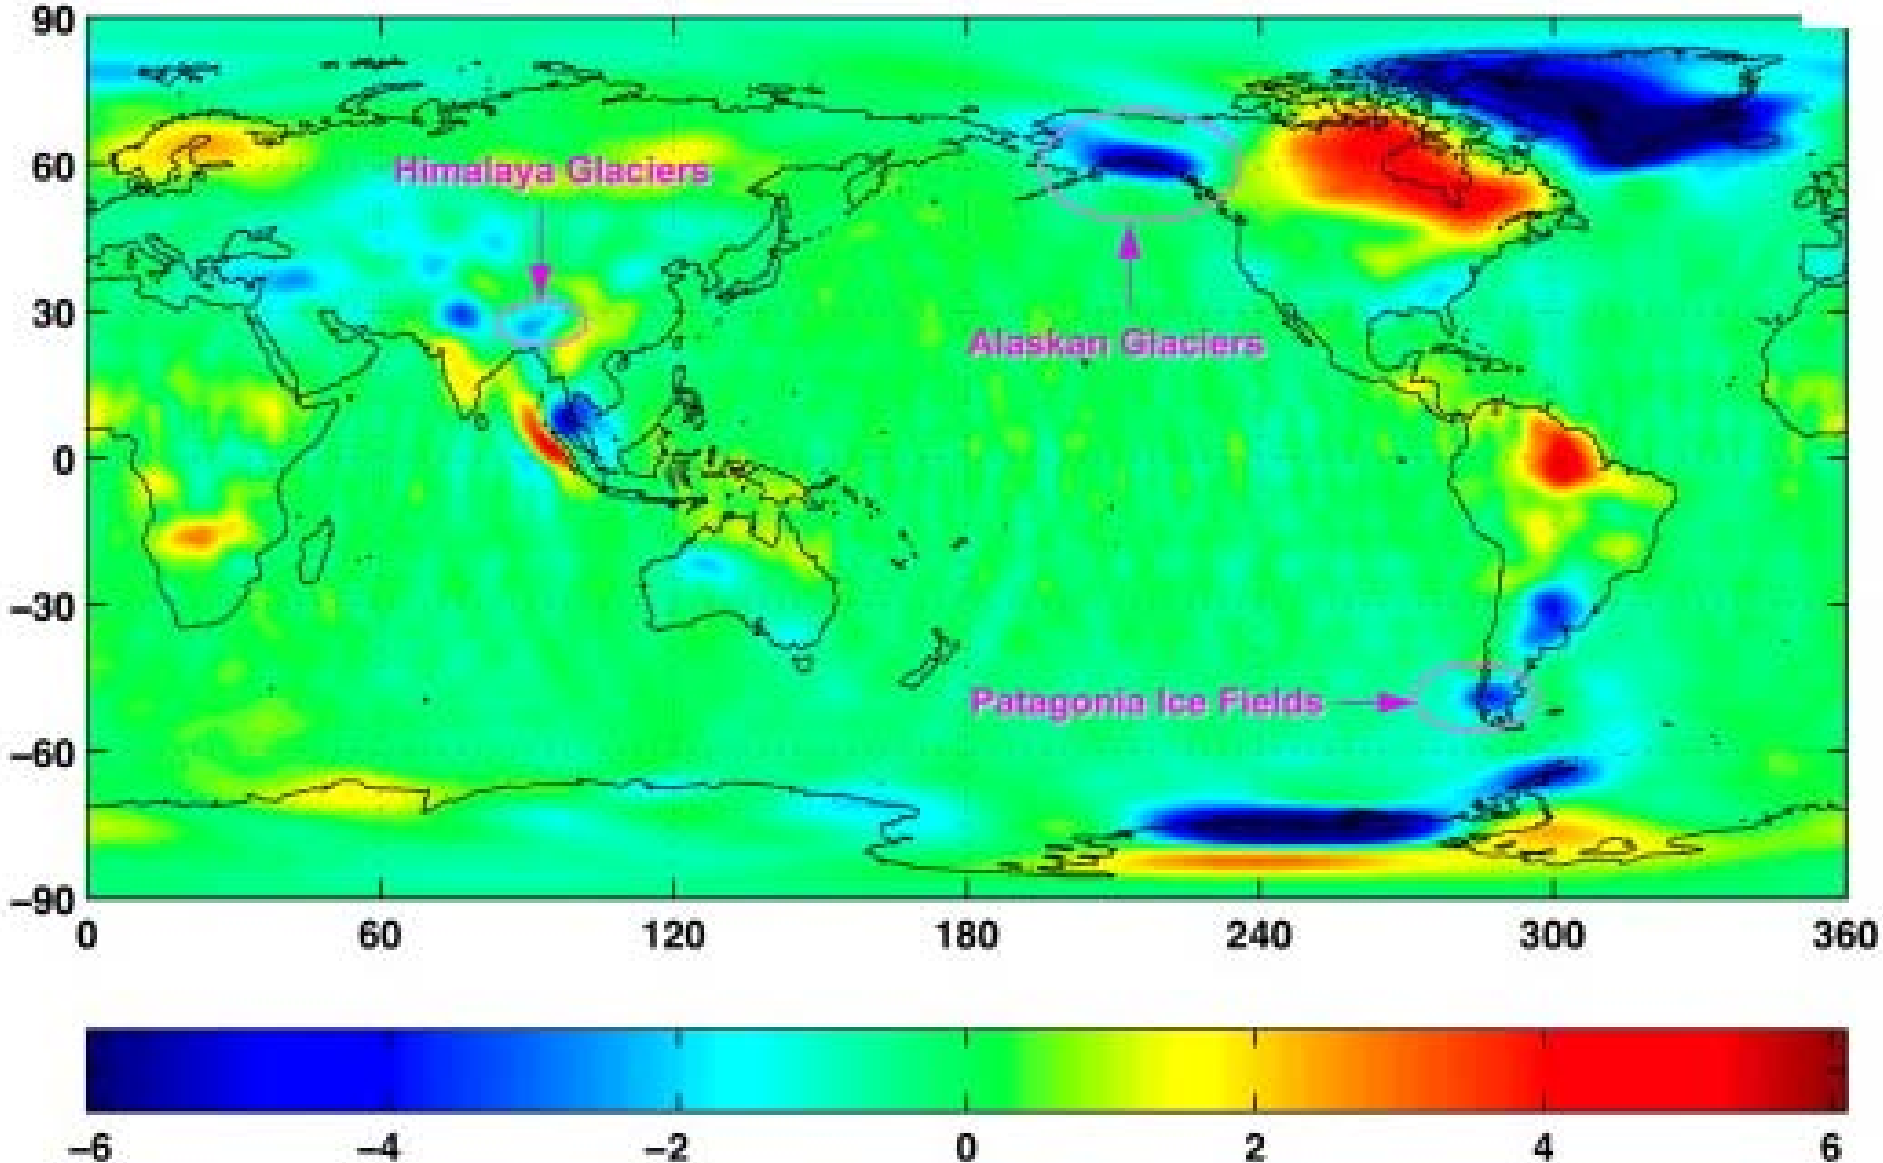 90
60
30
0
–30
–60
–90
Himalaya Glaciers
Alaskan Glaciers
Patagonia Ice Fields
0 60 120 180 240 300 360
–6 –4 –2 0 2 4 6